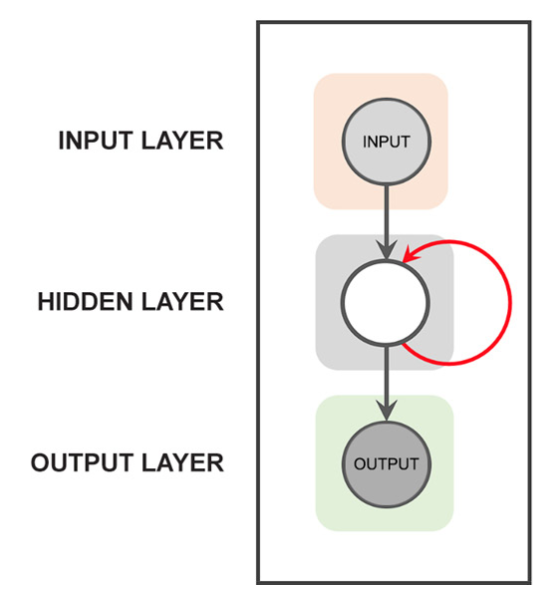 INPUT LAYER
INPUT
HIDDEN LAYER
OUTPUT LAYER
OUTPUT